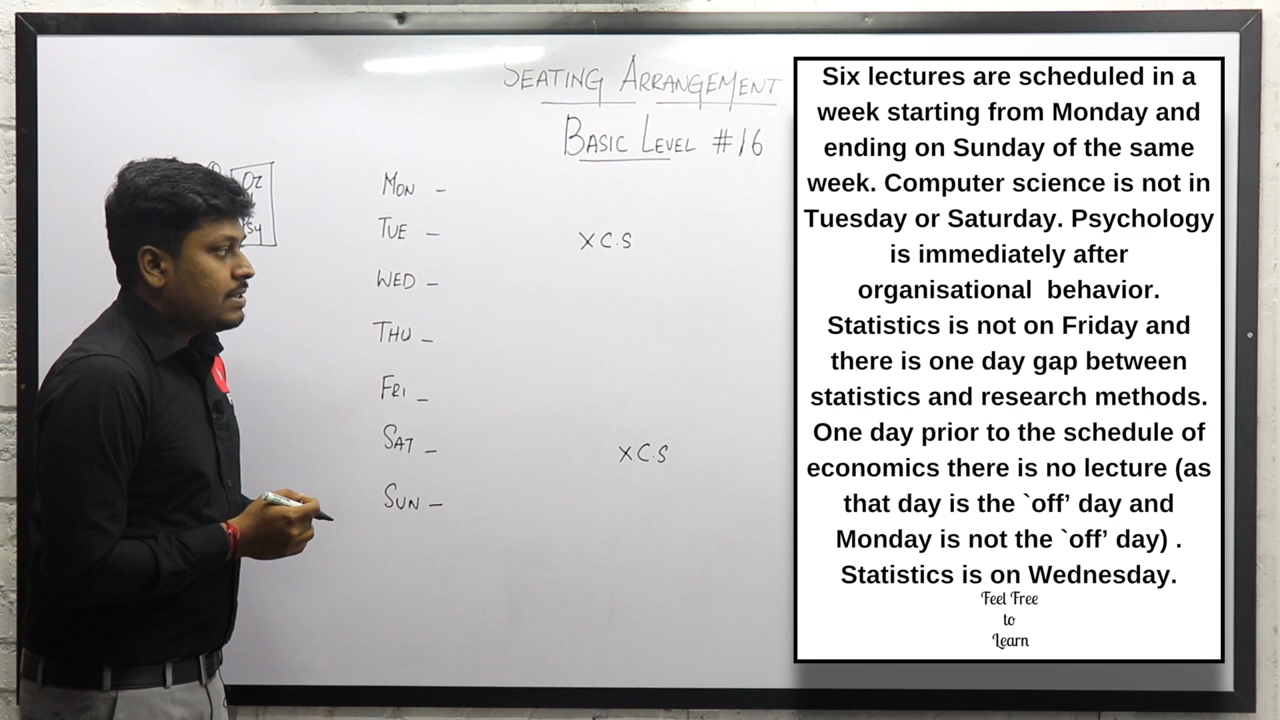 SEATING ARRANGEMENT
BASIC LEVEL #16
MON -
TUE - X C.S
WED -
THU -
FRI -
SAT - X C.S
SUN -
Six lectures are scheduled in a
week starting from Monday and
ending on Sunday of the same
week. Computer science is not in
Tuesday or Saturday. Psychology
is immediately after
organisational behavior.
Statistics is not on Friday and
there is one day gap between
statistics and research methods.
One day prior to the schedule of
economics there is no lecture (as
that day is the `off’ day and
Monday is not the `off’ day) .
Statistics is on Wednesday.
Feel Free
to
Learn